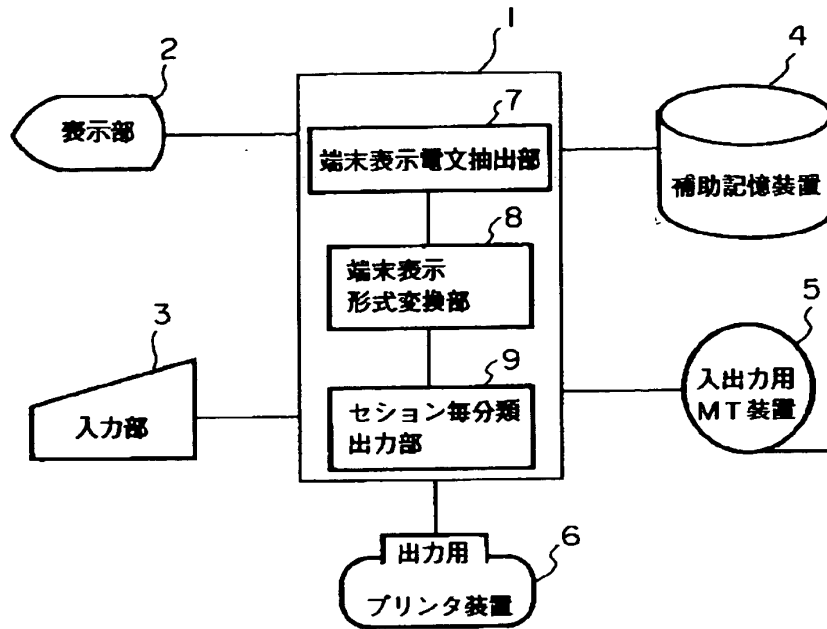 1
2
表示部
4
補助記憶装置
7
端末表示電文抽出部
8
端末表示
形式変換部
3
入力部
5
入出力用
MT装置
9
セション毎分類
出力部
6
出力用
プリンタ装置